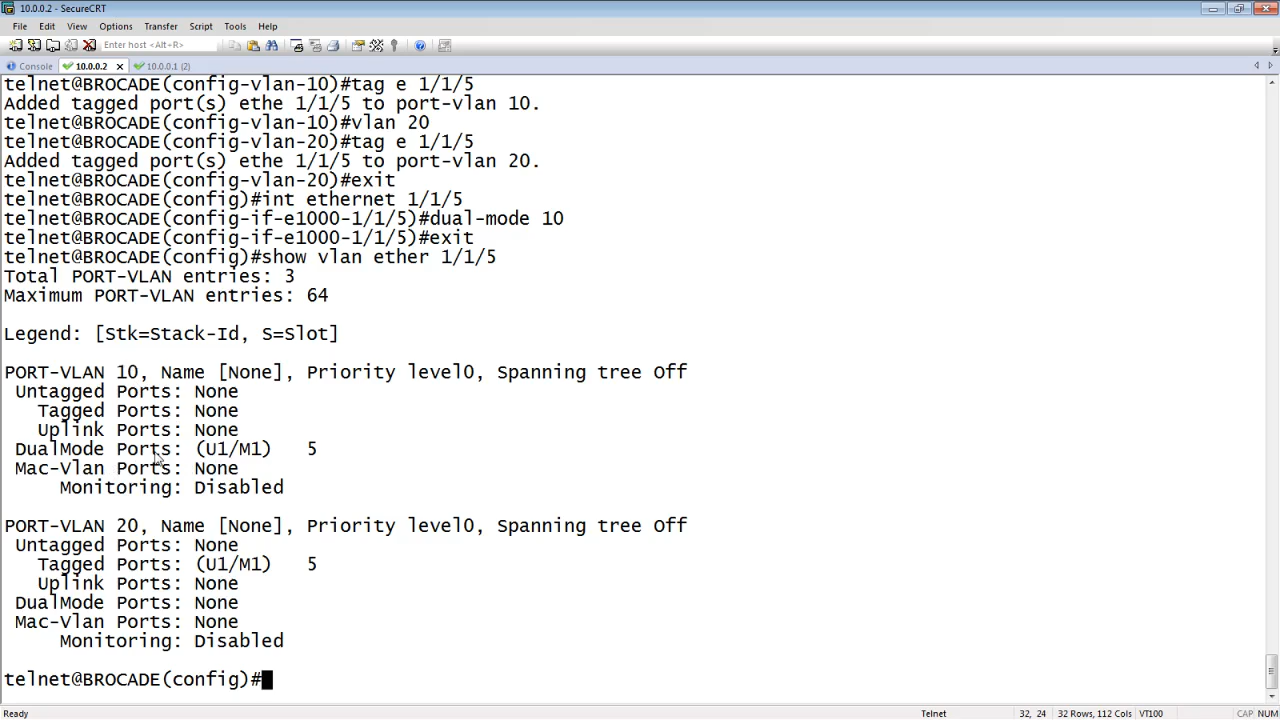 10.0.0.2 - SecureCRT
File Edit View Options Transfer Script Tools Help
Enter host <Alt+R>
Console 10.0.0.2 10.0.0.1 (2)
telnet@BROCADE(config-vlan-10)#tag e 1/1/5
Added tagged port(s) ethe 1/1/5 to port-vlan 10.
telnet@BROCADE(config-vlan-10)#vlan 20
telnet@BROCADE(config-vlan-20)#tag e 1/1/5
Added tagged port(s) ethe 1/1/5 to port-vlan 20.
telnet@BROCADE(config-vlan-20)#exit
telnet@BROCADE(config)#int ethernet 1/1/5
telnet@BROCADE(config-if-e1000-1/1/5)#dual-mode 10
telnet@BROCADE(config-if-e1000-1/1/5)#exit
telnet@BROCADE(config)#show vlan ether 1/1/5
Total PORT-VLAN entries: 3
Maximum PORT-VLAN entries: 64
Legend: [Stk=Stack-Id, S=Slot]
PORT-VLAN 10, Name [None], Priority level0, Spanning tree Off
Untagged Ports: None
Tagged Ports: None
Uplink Ports: None
DualMode Ports: (U1/M1) 5
Mac-Vlan Ports: None
Monitoring: Disabled
PORT-VLAN 20, Name [None], Priority level0, Spanning tree Off
Untagged Ports: None
Tagged Ports: (U1/M1) 5
Uplink Ports: None
DualMode Ports: None
Mac-Vlan Ports: None
Monitoring: Disabled
telnet@BROCADE(config)#
Ready Telnet 32, 24 32 Rows, 112 Cols VT100 CAP NUM